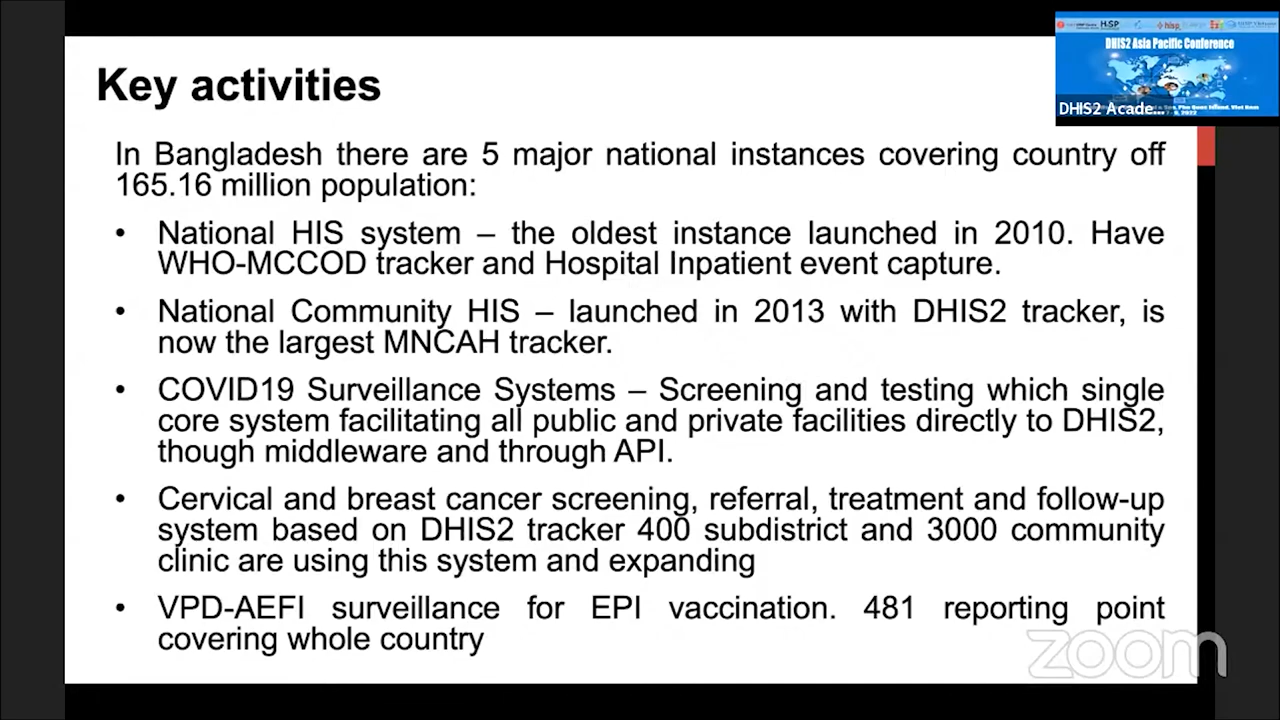 DHIS2 Asia Pacific Conference
DHIS2 Acade...
Key activities
In Bangladesh there are 5 major national instances covering country off
165.16 million population:
• National HIS system – the oldest instance launched in 2010. Have
WHO-MCCOD tracker and Hospital Inpatient event capture.
• National Community HIS – launched in 2013 with DHIS2 tracker, is
now the largest MNCAH tracker.
• COVID19 Surveillance Systems – Screening and testing which single
core system facilitating all public and private facilities directly to DHIS2,
though middleware and through API.
• Cervical and breast cancer screening, referral, treatment and follow-up
system based on DHIS2 tracker 400 subdistrict and 3000 community
clinic are using this system and expanding
• VPD-AEFI surveillance for EPI vaccination. 481 reporting point
covering whole country
zoom